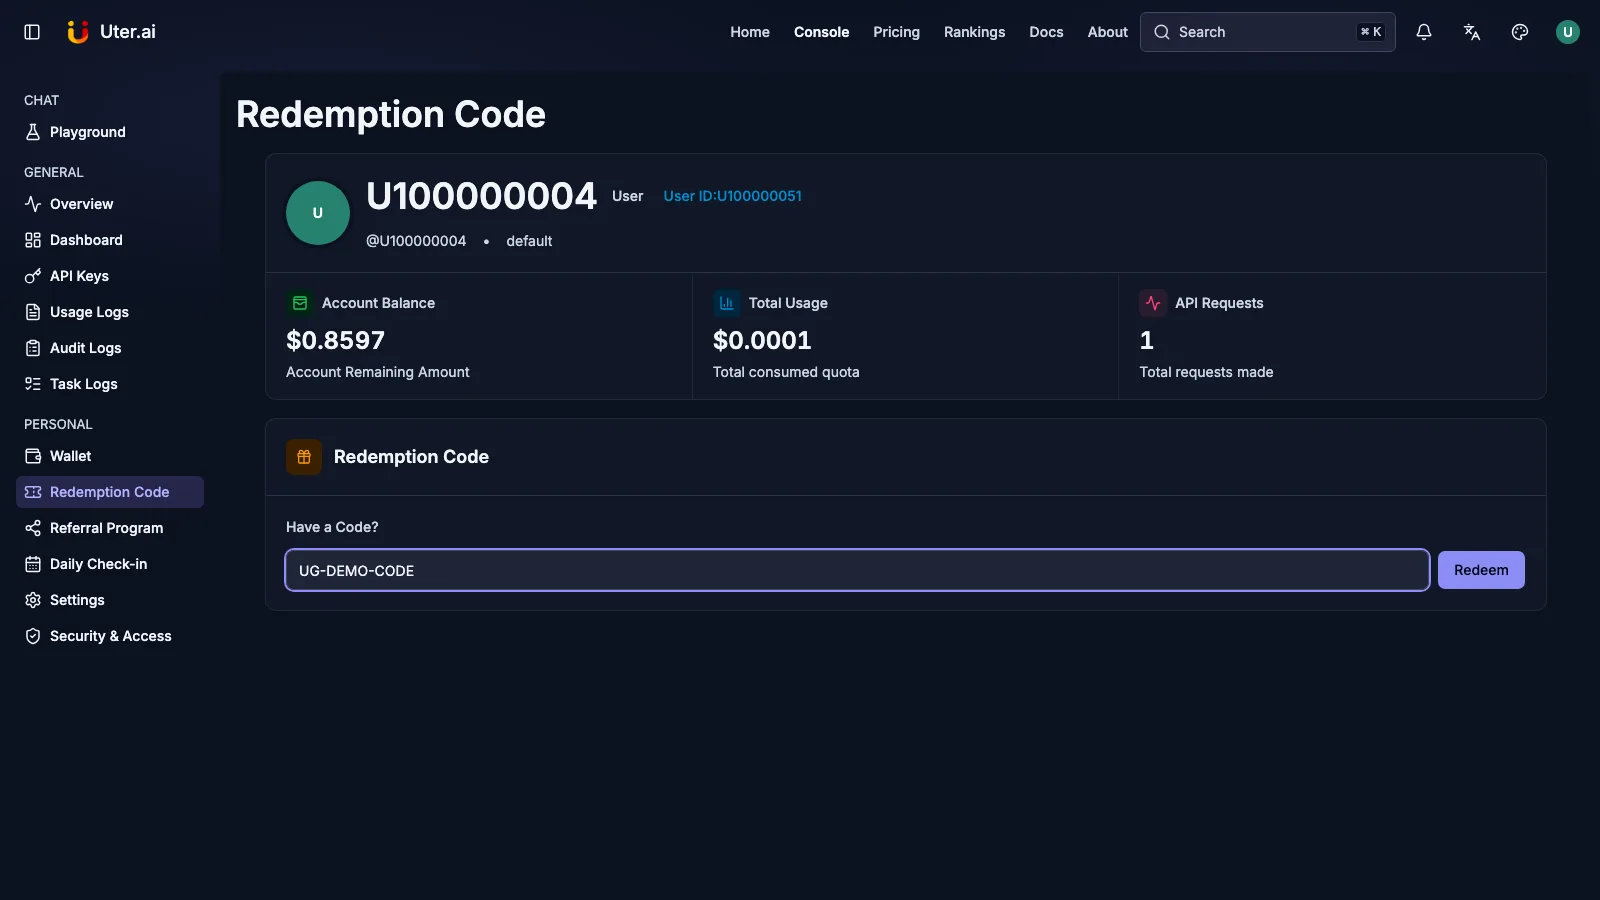 Uter.ai
Home
Console
Pricing
Rankings
Docs
About
Search
⌘ K
U
CHAT
Playground
GENERAL
Overview
Dashboard
API Keys
Usage Logs
Audit Logs
Task Logs
PERSONAL
Wallet
Redemption Code
Referral Program
Daily Check-in
Settings
Security & Access
Redemption Code
U
U100000004 User User ID:U100000051
@U100000004 • default
Account Balance
$0.8597
Account Remaining Amount
Total Usage
$0.0001
Total consumed quota
API Requests
1
Total requests made
Redemption Code
Have a Code?
UG-DEMO-CODE
Redeem